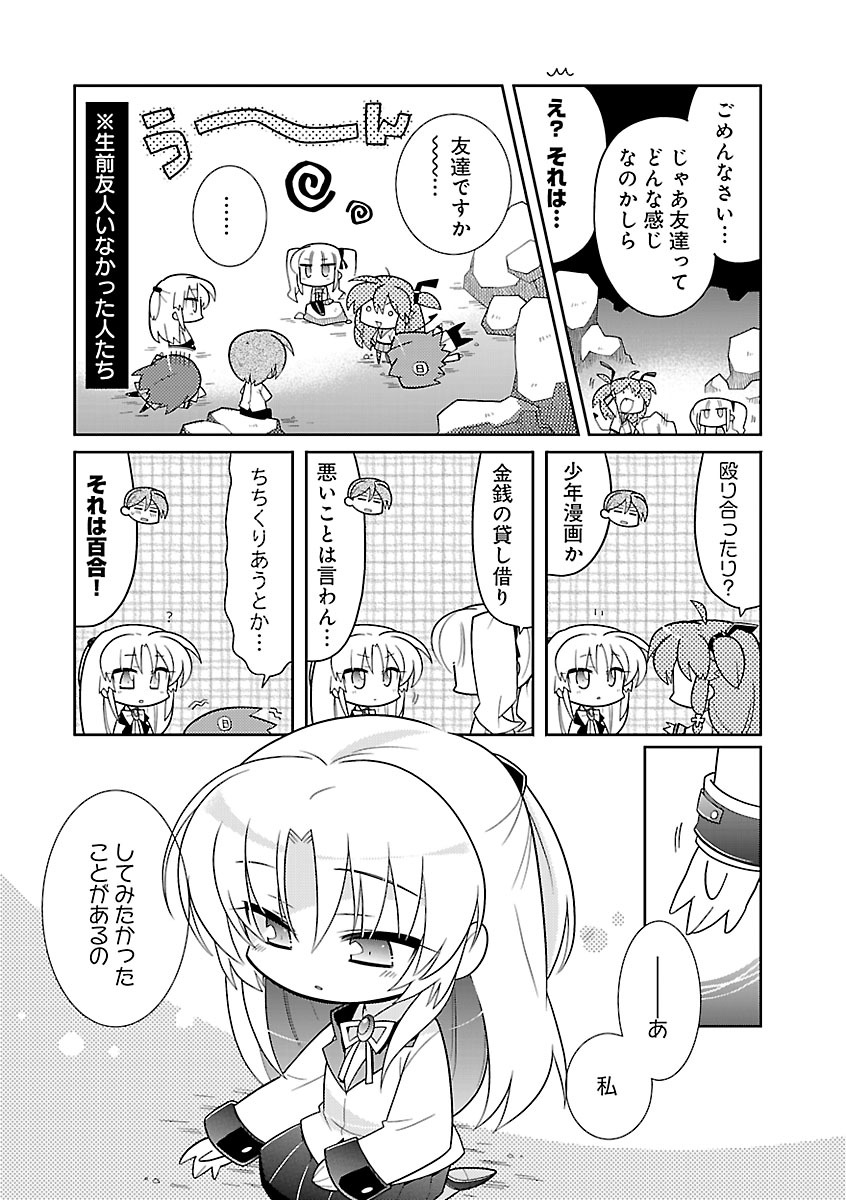 ごめんなさい…
じゃあ友達って
どんな感じ
なのかしら
え？それは…
友達ですか
〜〜〜…
う〜〜ん
……
※生前友人いなかった人たち
殴り合ったり？
少年漫画か
金銭の貸し借り
悪いことは言わん…
ちちくりあうとか…
それは百合！
?
B
B
──あ
私
してみたかった
ことがあるの